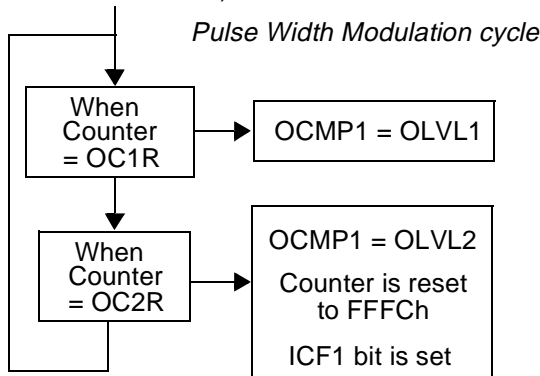 Pulse Width Modulation cycle
When
Counter
= OC1R
OCMP1 = OLVL1
When
Counter
= OC2R
OCMP1 = OLVL2
Counter is reset
to FFFCh
ICF1 bit is set